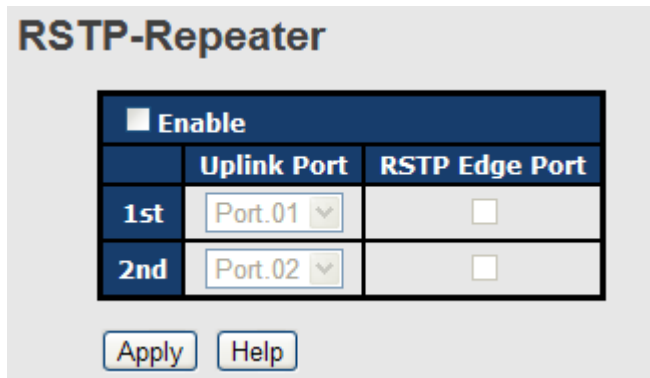 RSTP-Repeater
Enable
Uplink Port RSTP Edge Port
1st Port.01
2nd Port.02
Apply Help